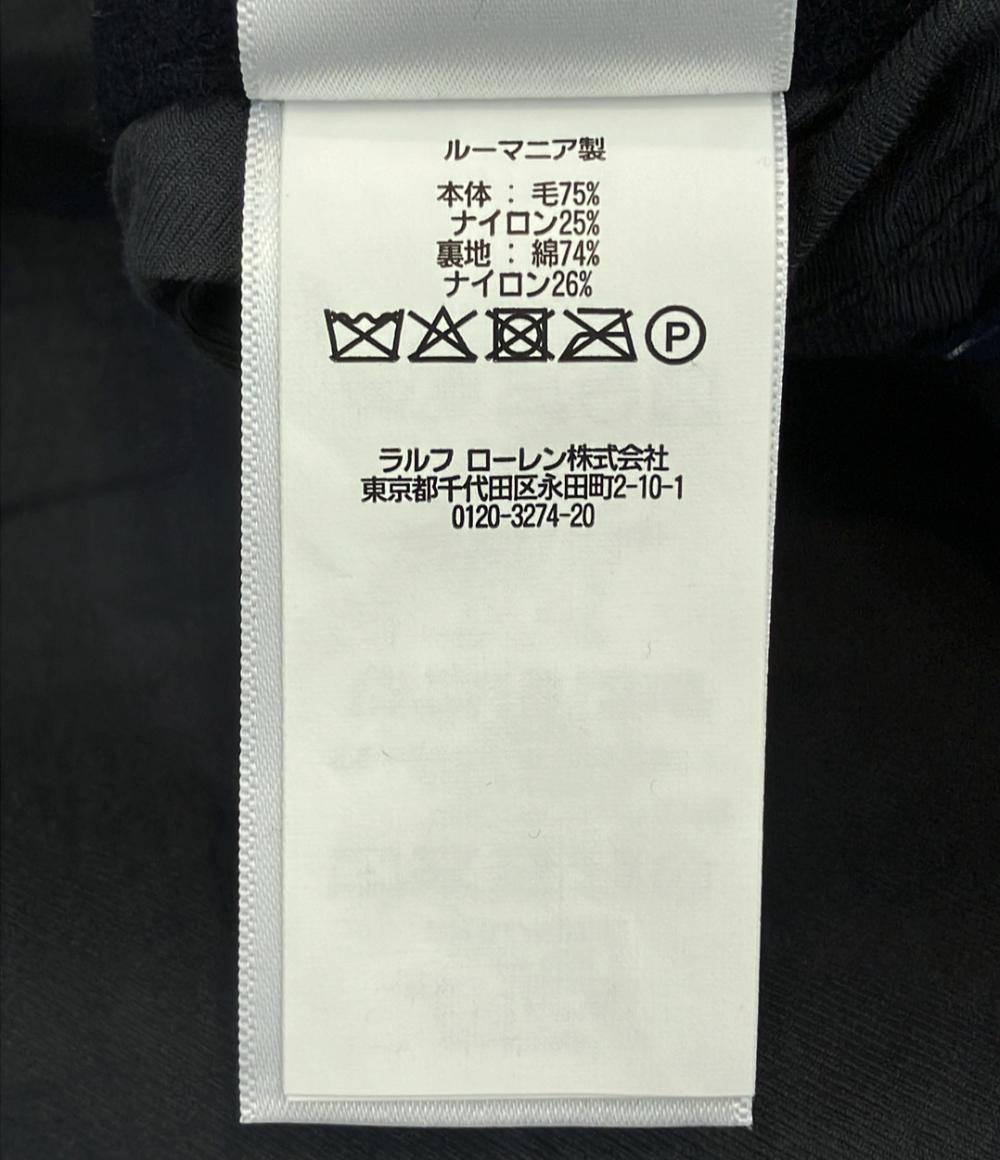 ルーマニア製
本体 : 毛75%
ナイロン25%
裏地 : 綿74%
ナイロン26%
P
ラルフ ローレン株式会社
東京都千代田区永田町2-10-1
0120-3274-20